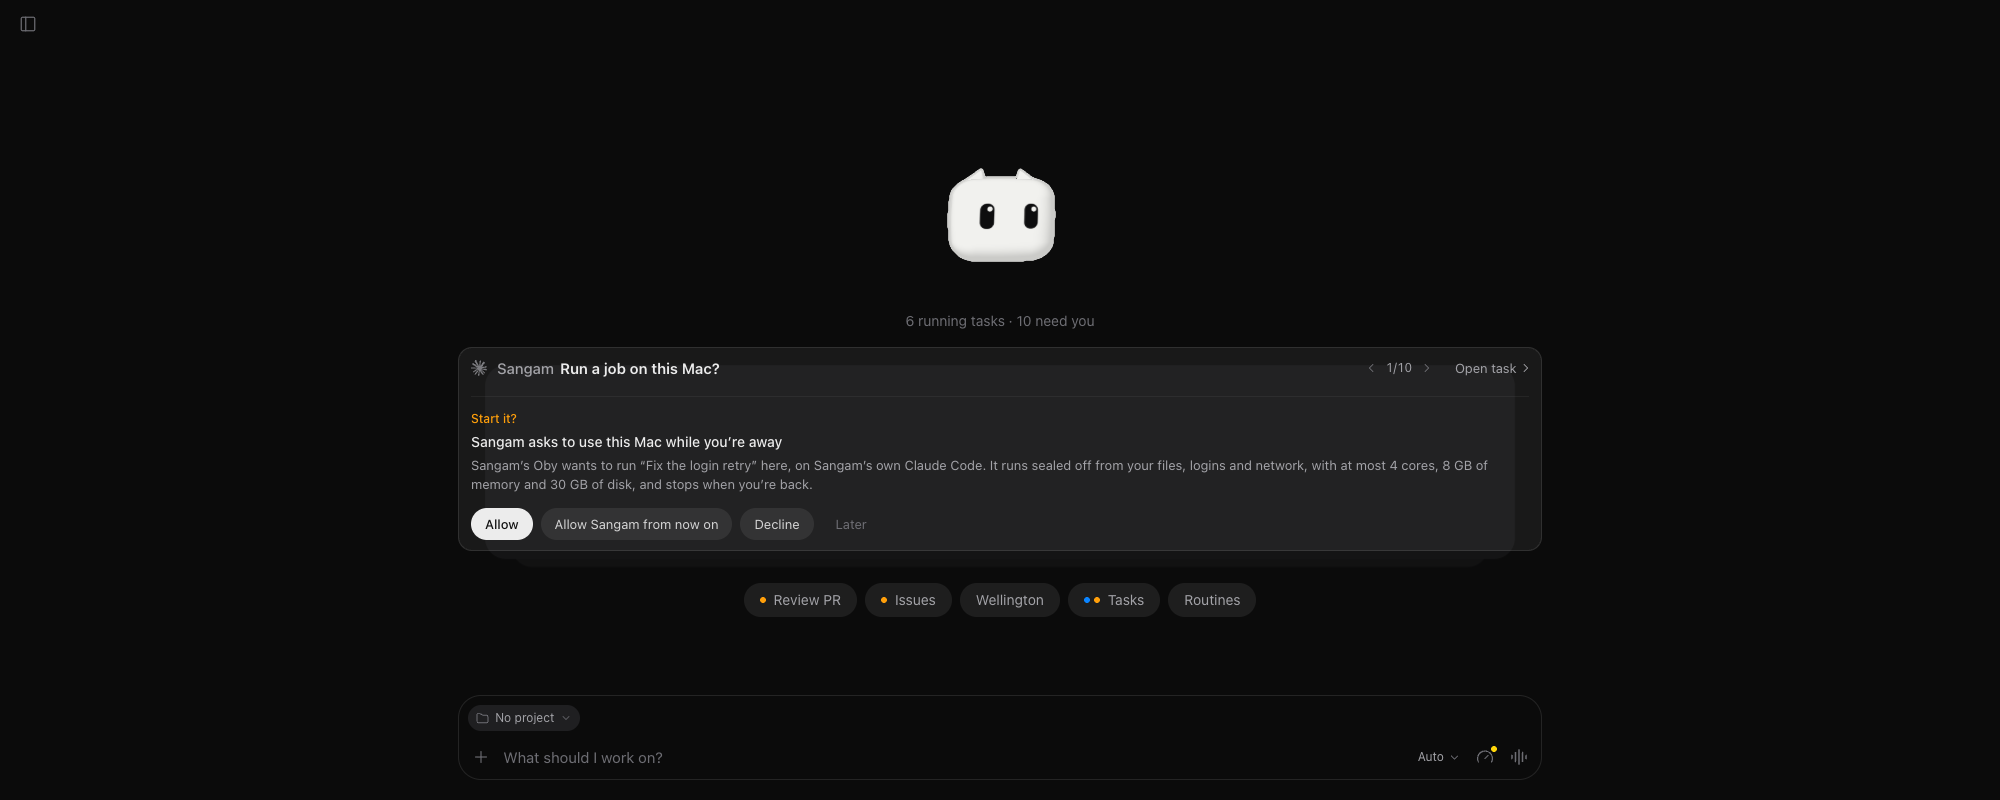 6 running tasks · 10 need you
Sangam Run a job on this Mac?
1/10
Open task
Start it?
Sangam asks to use this Mac while you’re away
Sangam’s Oby wants to run “Fix the login retry” here, on Sangam’s own Claude Code. It runs sealed off from your files, logins and network, with at most 4 cores, 8 GB of
memory and 30 GB of disk, and stops when you’re back.
Allow
Allow Sangam from now on
Decline
Later
Review PR
Issues
Wellington
Tasks
Routines
No project
What should I work on?
Auto